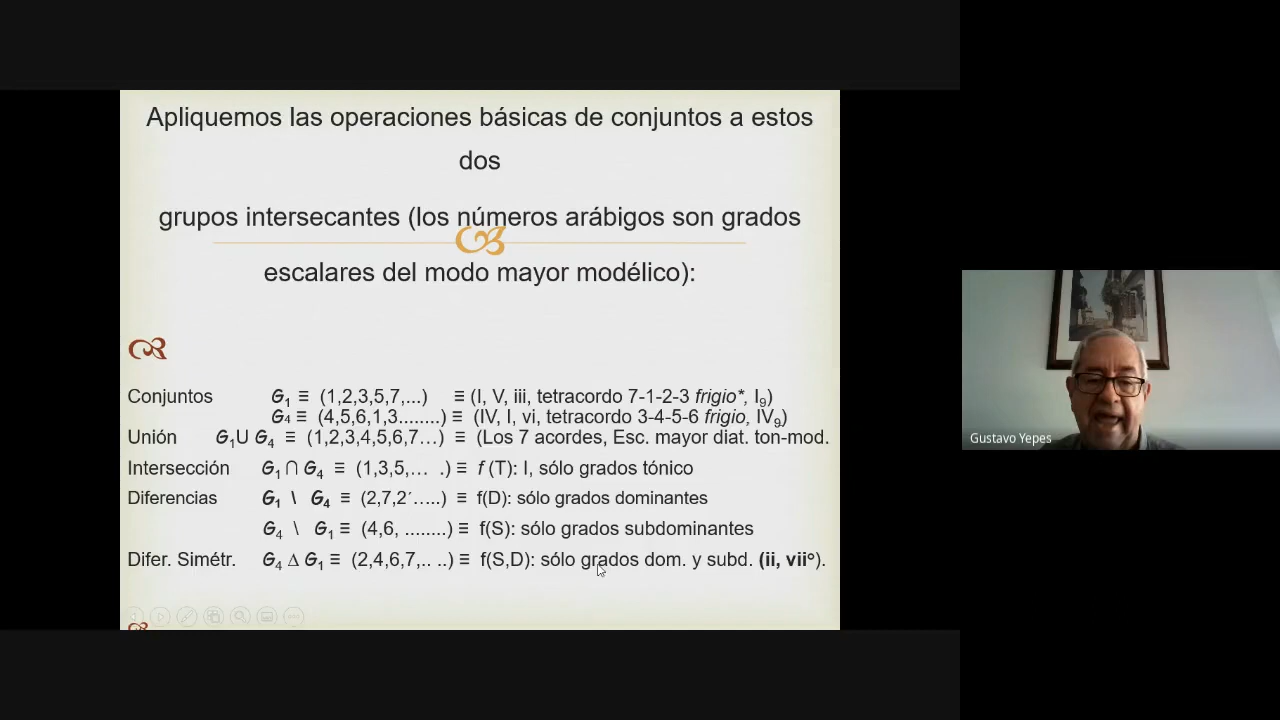 Apliquemos las operaciones básicas de conjuntos a estos
dos
grupos intersecantes (los números arábigos son grados
escalares del modo mayor modélico):
Conjuntos G₁ ≡ (1,2,3,5,7,...) ≡ (I, V, iii, tetracordo 7-1-2-3 frigio*, I₉)
G₄ ≡ (4,5,6,1,3........) ≡ (IV, I, vi, tetracordo 3-4-5-6 frigio, IV₉)
Unión G₁U G₄ ≡ (1,2,3,4,5,6,7…) ≡ (Los 7 acordes, Esc. mayor diat. ton-mod.
Intersección G₁ ∩ G₄ ≡ (1,3,5,… .) ≡ f (T): I, sólo grados tónico
Diferencias G₁ \ G₄ ≡ (2,7,2´…..) ≡ f(D): sólo grados dominantes
G₄ \ G₁ ≡ (4,6, ........) ≡ f(S): sólo grados subdominantes
Difer. Simétr. G₄ ∆ G₁ ≡ (2,4,6,7,.. ..) ≡ f(S,D): sólo grados dom. y subd. (ii, viiº).
Gustavo Yepes